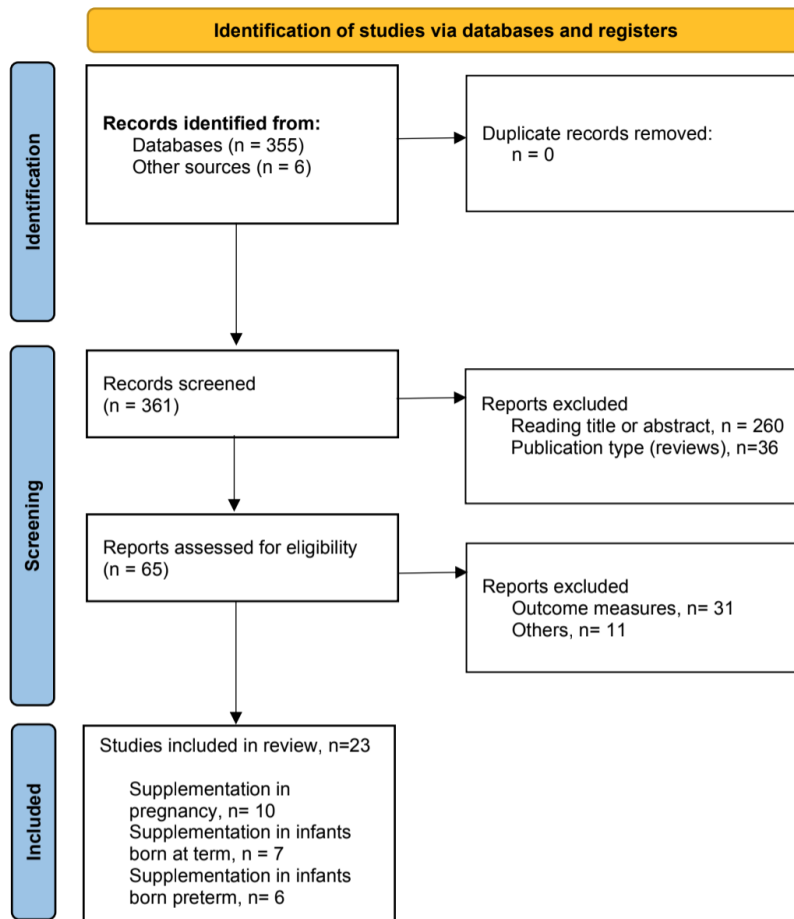 Identification of studies via databases and registers
Identification
Records identified from:
Databases (n = 355)
Other sources (n = 6)
Duplicate records removed:
n = 0
Screening
Records screened
(n = 361)
Reports excluded
Reading title or abstract, n = 260
Publication type (reviews), n=36
Reports assessed for eligibility
(n = 65)
Reports excluded
Outcome measures, n= 31
Others, n= 11
Included
Studies included in review, n=23
Supplementation in
pregnancy, n= 10
Supplementation in infants
born at term, n = 7
Supplementation in infants
born preterm, n= 6